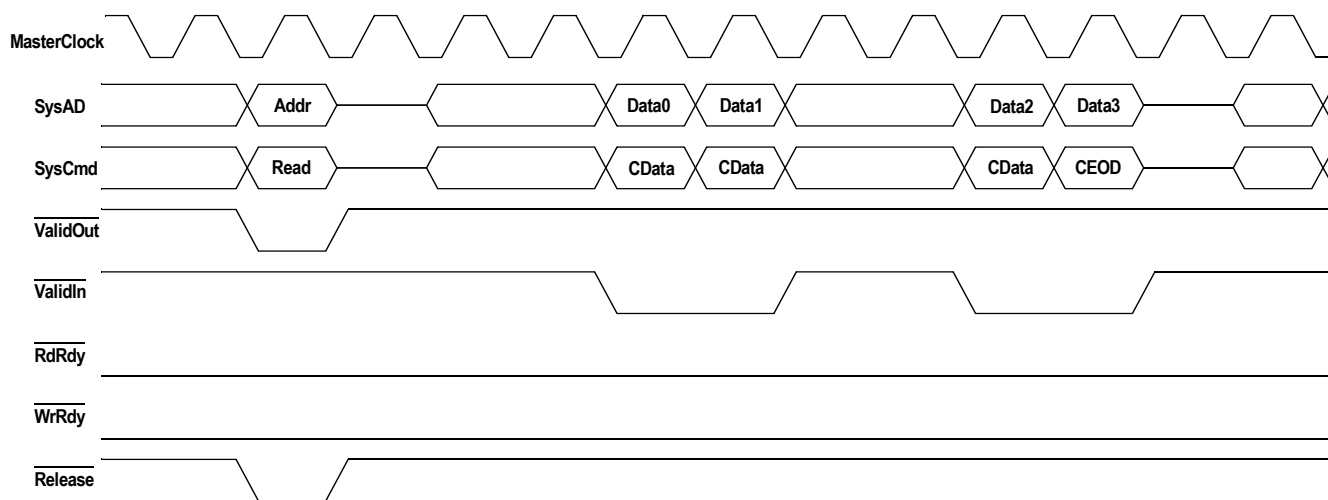 MasterClock
SysAD Addr Data0 Data1 Data2 Data3
SysCmd Read CData CData CData CEOD
ValidOut
ValidIn
RdRdy
WrRdy
Release